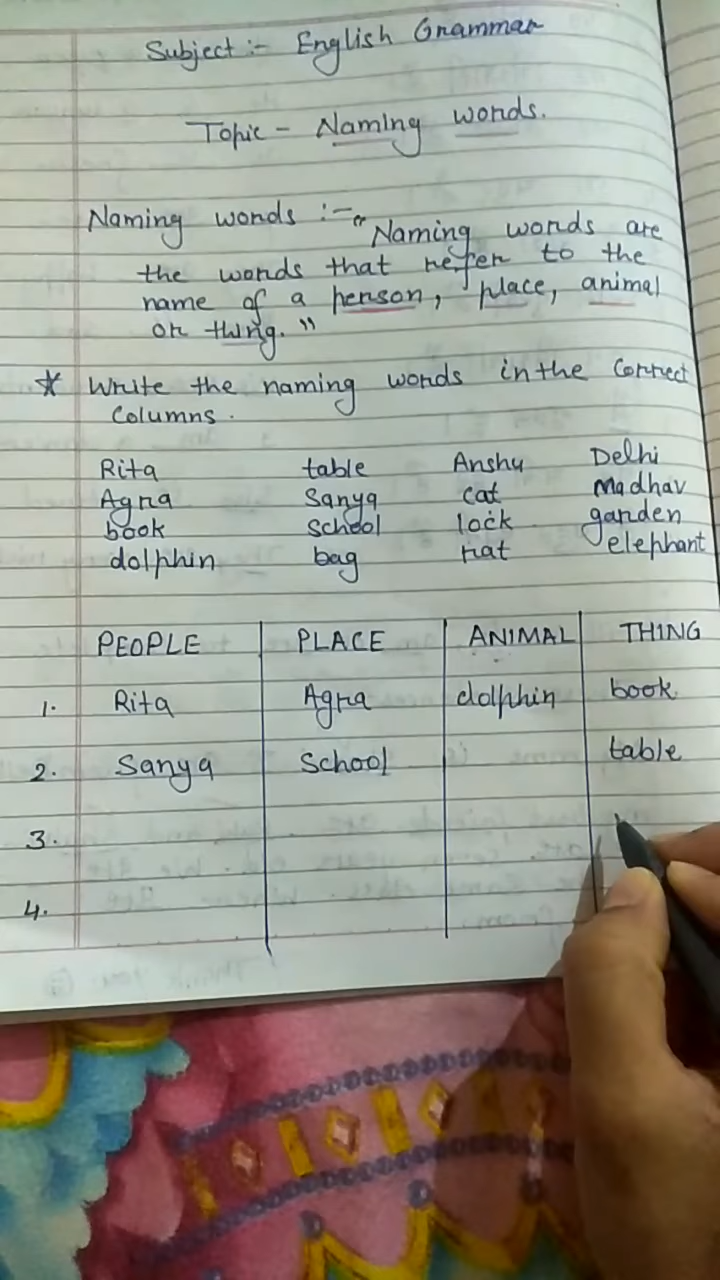 Subject :- English Grammar
Topic - Naming words.
Naming words :- "Naming words are
the words that refer to the
name of a person, place, animal
or thing."
* Write the naming words in the correct
columns.
Rita table Anshu Delhi
Agra Sanya cat Madhav
book school lock garden
dolphin bag rat elephant
PEOPLE PLACE ANIMAL THING
1. Rita Agra dolphin book
2. Sanya School table
3.
4.